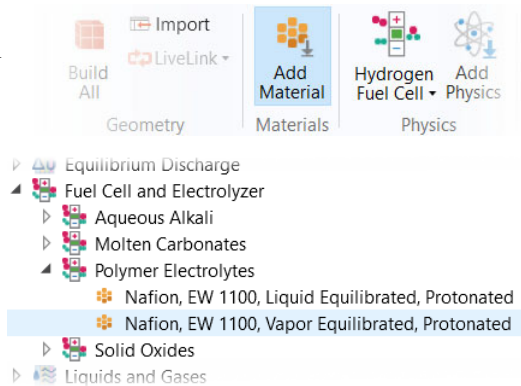 Import
LiveLink
Build All
Add Material
Hydrogen Fuel Cell
Add Physics
Geometry
Materials
Physics
Equilibrium Discharge
Fuel Cell and Electrolyzer
Aqueous Alkali
Molten Carbonates
Polymer Electrolytes
Nafion, EW 1100, Liquid Equilibrated, Protonated
Nafion, EW 1100, Vapor Equilibrated, Protonated
Solid Oxides
Liquids and Gases